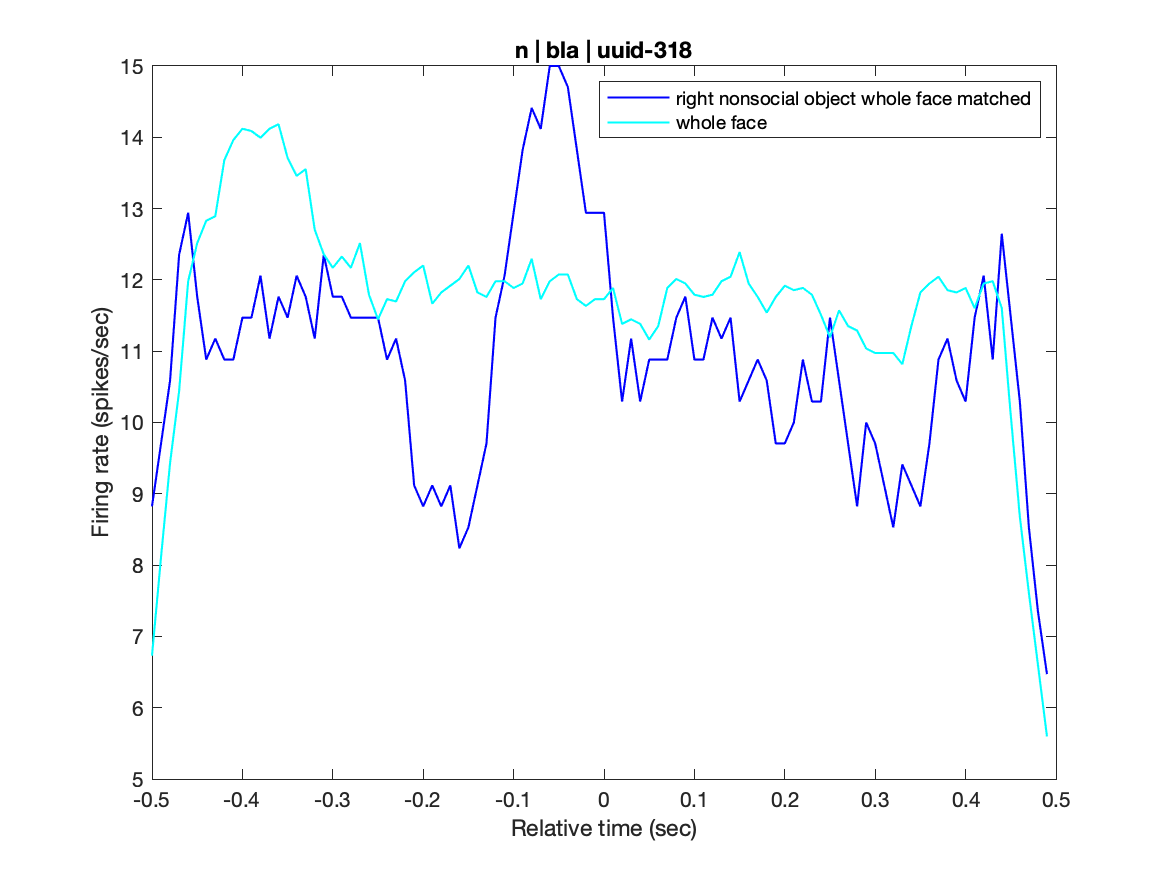 n | bla | uuid-318
right nonsocial object whole face matched
whole face
Firing rate (spikes/sec)
15
14
13
12
11
10
9
8
7
6
5
-0.5 -0.4 -0.3 -0.2 -0.1 0 0.1 0.2 0.3 0.4 0.5
Relative time (sec)